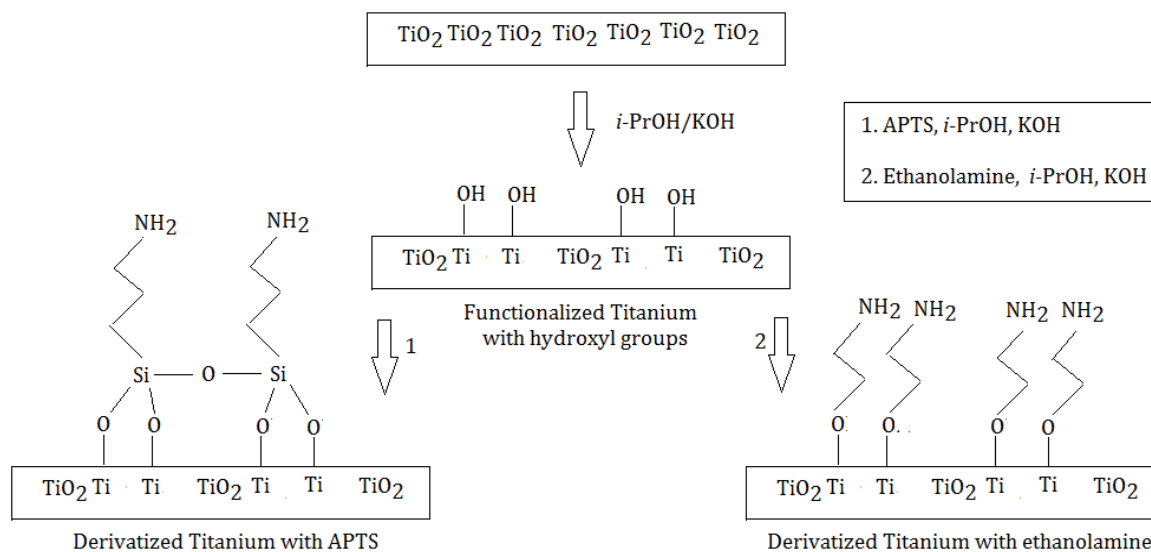 TiO2 TiO2 TiO2 TiO2 TiO2 TiO2 TiO2
i-PrOH/KOH
1. APTS, i-PrOH, KOH
2. Ethanolamine, i-PrOH, KOH
OH OH OH OH
TiO2 Ti Ti TiO2 Ti Ti TiO2
Functionalized Titanium
with hydroxyl groups
1
2
NH2 NH2
Si O Si
O O O O
TiO2 Ti Ti TiO2 Ti Ti TiO2
Derivatized Titanium with APTS
NH2 NH2 NH2 NH2
O O O O
TiO2 Ti Ti TiO2 Ti Ti TiO2
Derivatized Titanium with ethanolamine